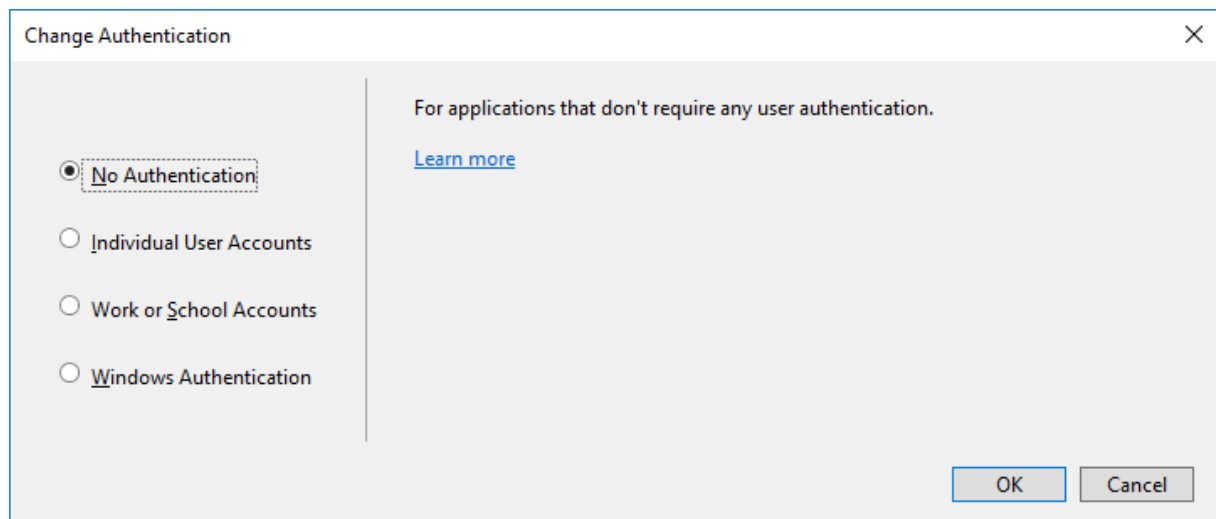 Change Authentication
For applications that don't require any user authentication.
Learn more
No Authentication
Individual User Accounts
Work or School Accounts
Windows Authentication
OK
Cancel